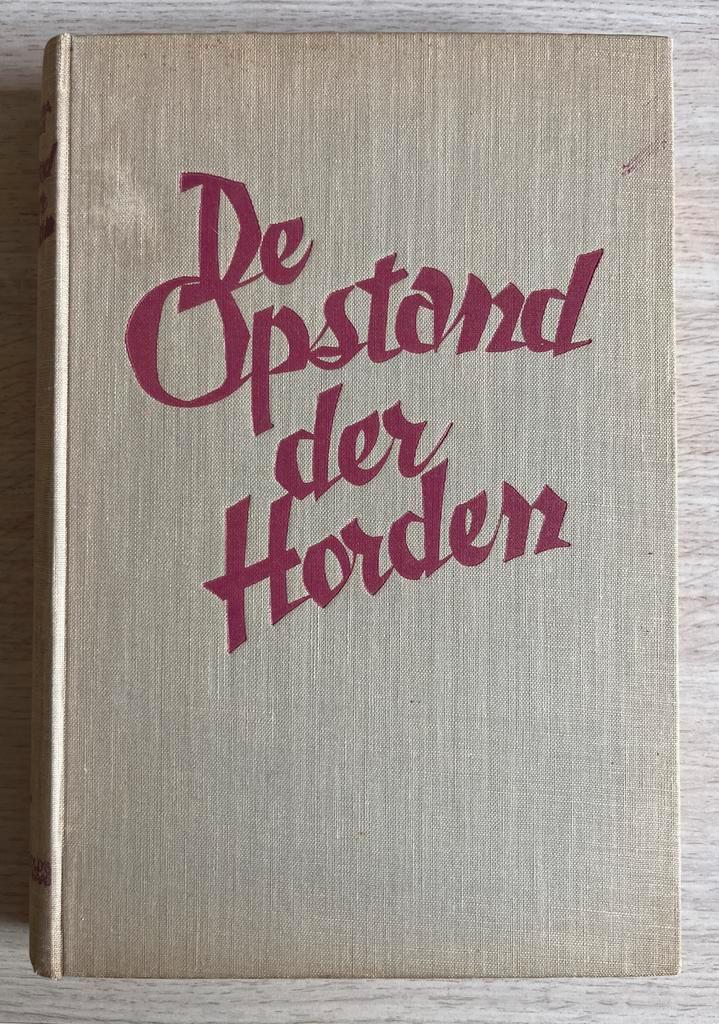 De
Opstand
der
Horden